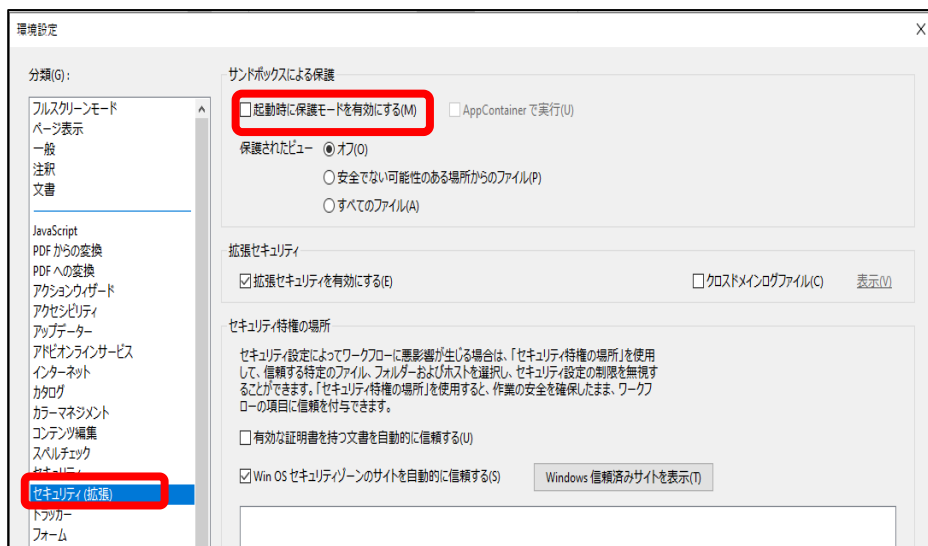 環境設定
X
分類(G):
フルスクリーンモード
ページ表示
一般
注釈
文書
JavaScript
PDF からの変換
PDF への変換
アクションウィザード
アクセシビリティ
アップデーター
アドビオンラインサービス
インターネット
カタログ
カラーマネジメント
コンテンツ編集
スペルチェック
セキュリティ
セキュリティ (拡張)
トラッカー
フォーム
サンドボックスによる保護
起動時に保護モードを有効にする(M)
AppContainer で実行(U)
保護されたビュー
オフ(O)
安全でない可能性のある場所からのファイル(P)
すべてのファイル(A)
拡張セキュリティ
拡張セキュリティを有効にする(E)
クロスドメインログファイル(C)
表示(V)
セキュリティ特権の場所
セキュリティ設定によってワークフローに悪影響が生じる場合は、「セキュリティ特権の場所」を使用
して、信頼する特定のファイル、フォルダーおよびホストを選択し、セキュリティ設定の制限を無視す
ることができます。「セキュリティ特権の場所」を使用すると、作業の安全を確保したまま、ワークフ
ローの項目に信頼を付与できます。
有効な証明書を持つ文書を自動的に信頼する(U)
Win OS セキュリティゾーンのサイトを自動的に信頼する(S)
Windows 信頼済みサイトを表示(T)